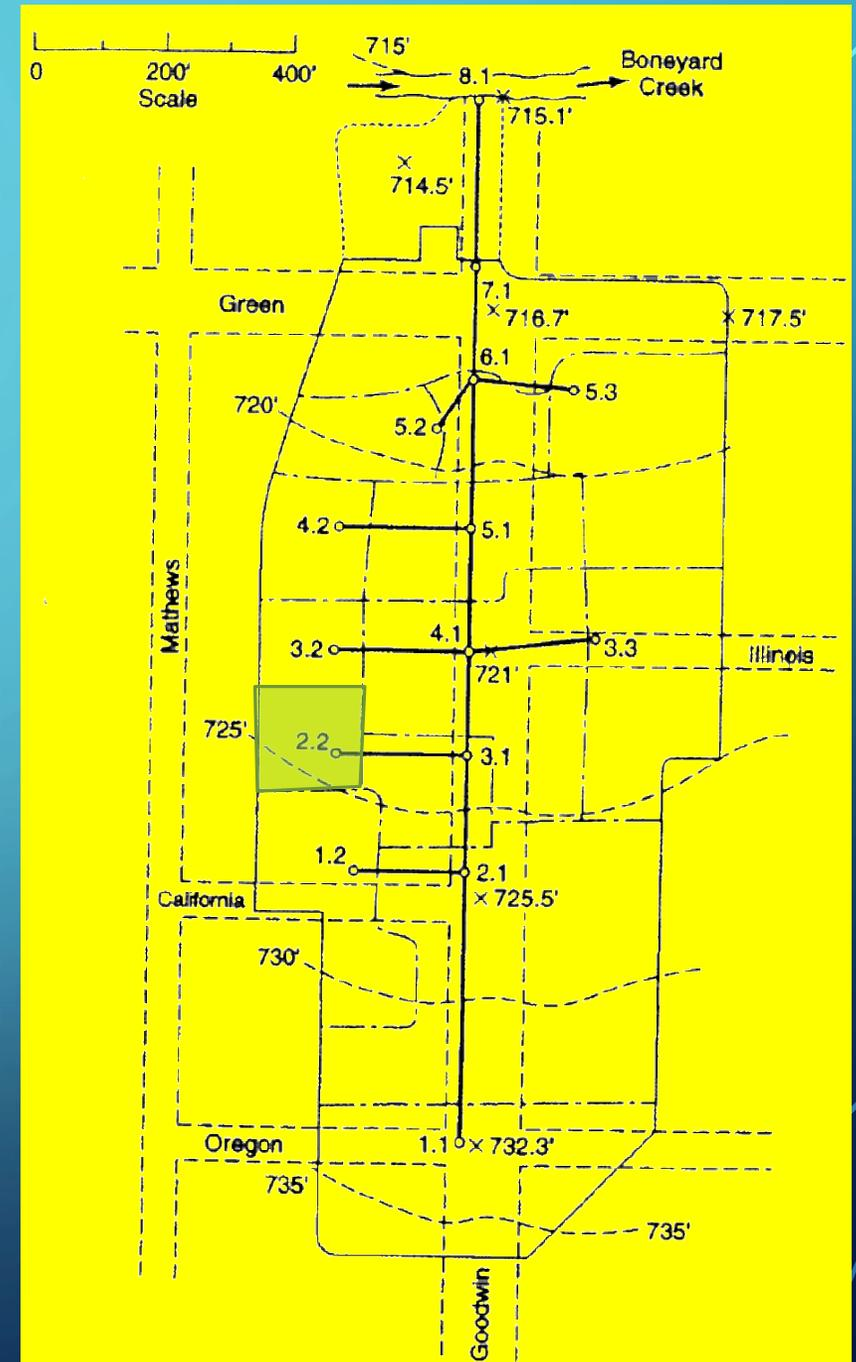 715'
8.1
Boneyard
Creek
0 200' 400'
Scale
715.1'
714.5'
Green
7.1
716.7'
717.5'
6.1
720'
5.2
5.3
4.2
5.1
Mathews
4.1
3.2
3.3
721'
Illinois
725'
2.2
3.1
1.2
2.1
California
725.5'
730'
Oregon
1.1
732.3'
735'
735'
Goodwin